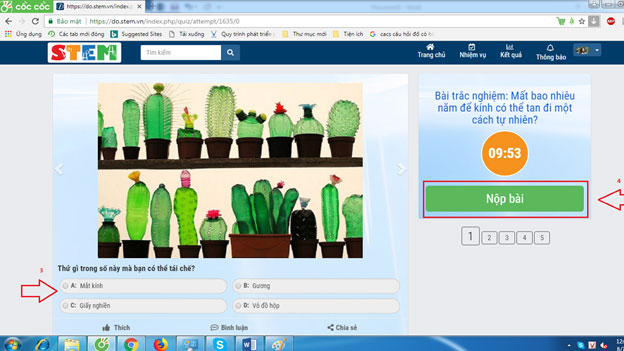 CỐC CỐC
https://do.stem.vn/index.
Bảo mật | https://do.stem.vn/index.php/quiz/attempt/1635/0
Ứng dụng Các tab đang mở Suggested Sites Tải xuống Quy trình phát triển Thư mục mới Tiện ích cacs câu hỏi đố có ho
STEM
Tìm kiếm
Trang chủ Nhiệm vụ Kết quả Thông báo
Bài trắc nghiệm: Mất bao nhiêu
năm để kính có thể tan đi một
cách tự nhiên?
09:53
4
Nộp bài
1 2 3 4 5
Thứ gì trong số này mà bạn có thể tái chế?
3
A: Mắt kính
B: Gương
C: Giấy nghiền
D: Vỏ đồ hộp
Thích Bình luận Chia sẻ